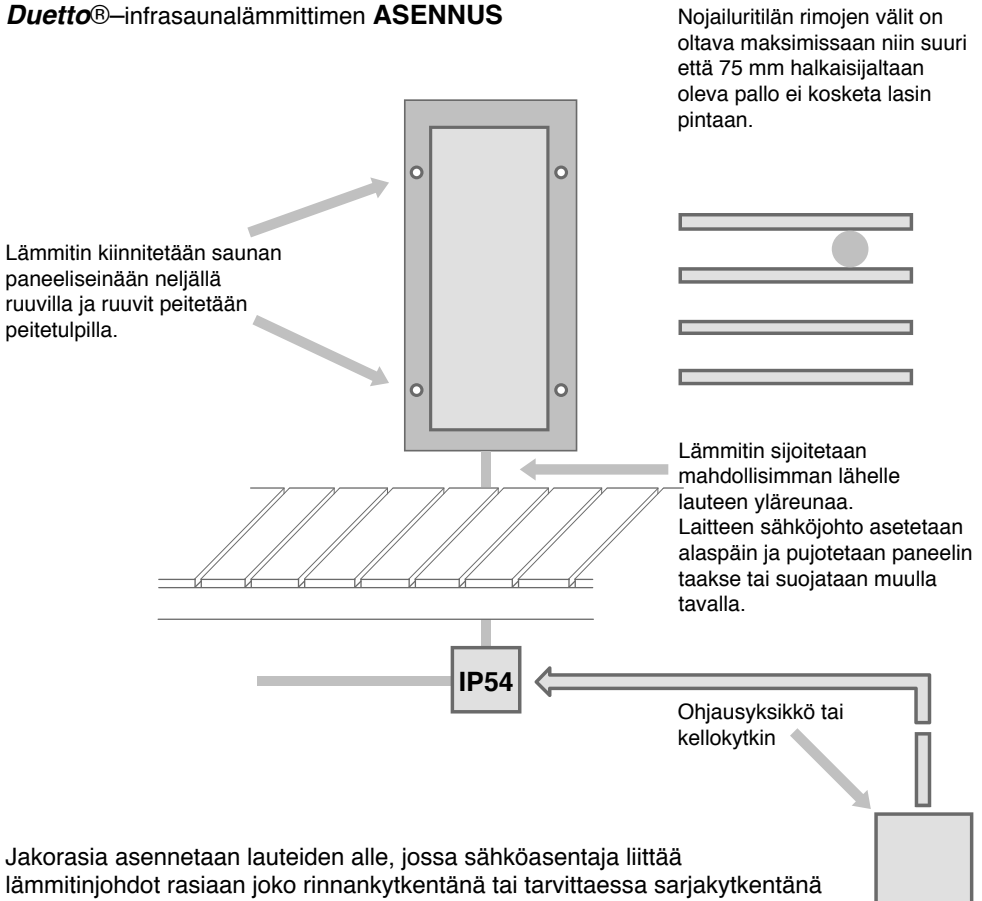 Duetto®–infrasaunalämmittimen ASENNUS
Nojailuritilän rimojen välit on
oltava maksimissaan niin suuri
että 75 mm halkaisijaltaan
oleva pallo ei kosketa lasin
pintaan.
Lämmitin kiinnitetään saunan
paneeliseinään neljällä
ruuvilla ja ruuvit peitetään
peitetulpilla.
Lämmitin sijoitetaan
mahdollisimman lähelle
lauteen yläreunaa.
Laitteen sähköjohto asetetaan
alaspäin ja pujotetaan paneelin
taakse tai suojataan muulla
tavalla.
IP54
Ohjausyksikkö tai
kellokytkin
Jakorasia asennetaan lauteiden alle, jossa sähköasentaja liittää
lämmitinjohdot rasiaan joko rinnankytkentänä tai tarvittaessa sarjakytkentänä